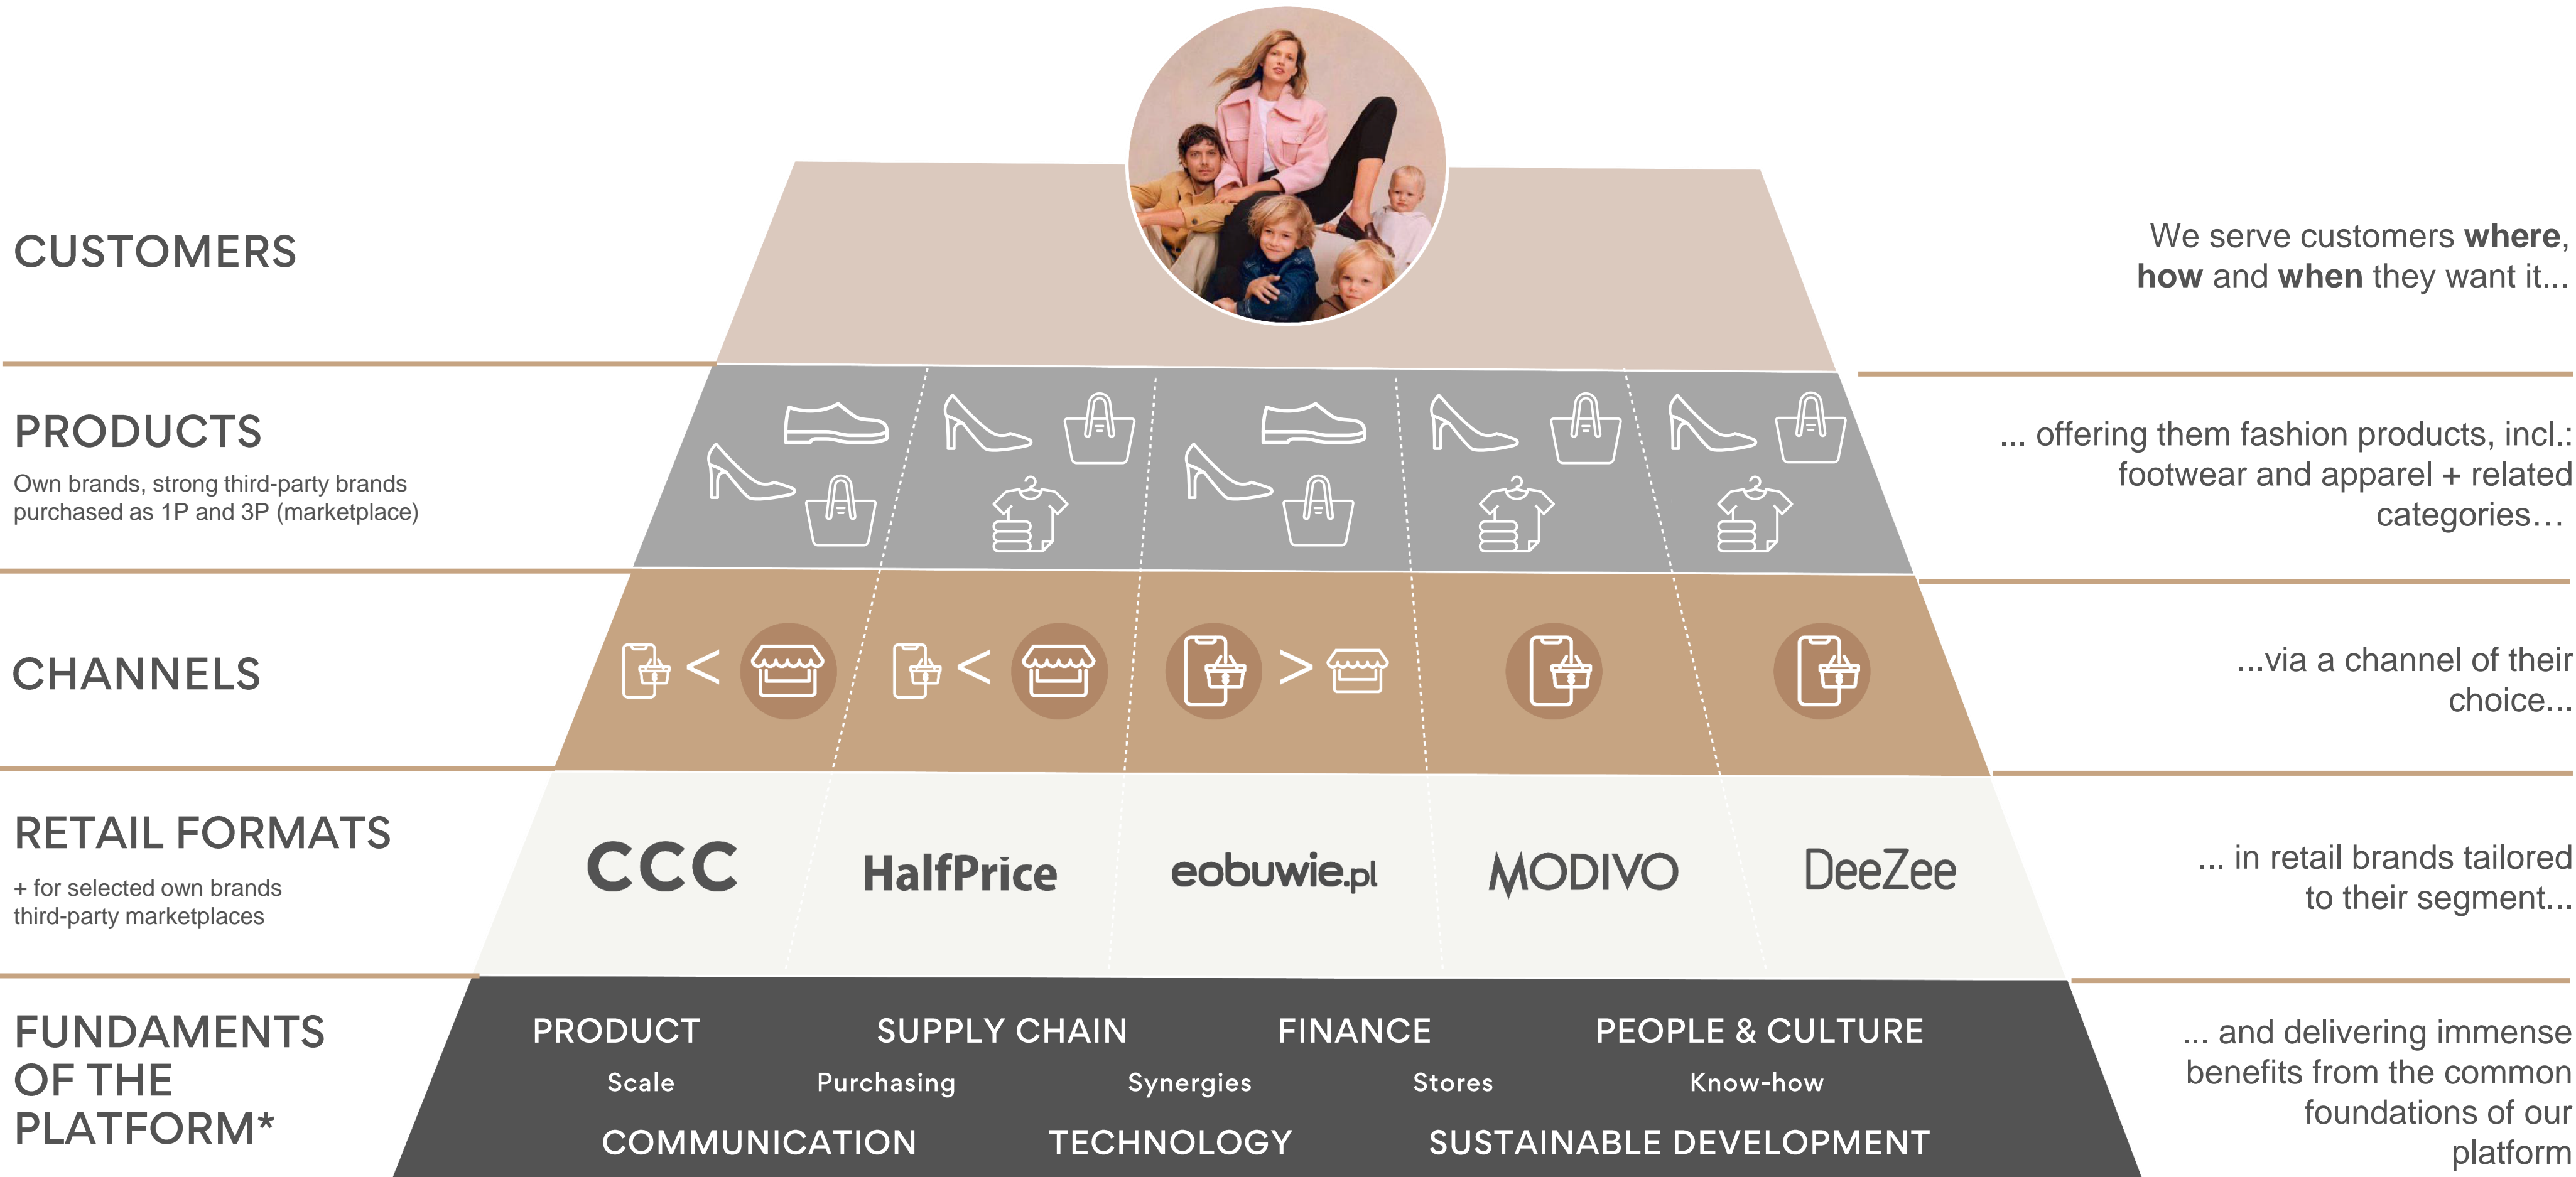 CUSTOMERS
We serve customers where,
how and when they want it...
PRODUCTS
Own brands, strong third-party brands
purchased as 1P and 3P (marketplace)
... offering them fashion products, incl.:
footwear and apparel + related
categories...
CHANNELS
<
<
>
...via a channel of their
choice...
RETAIL FORMATS
+ for selected own brands
third-party marketplaces
CCC
HalfPrice
eobuwie.pl
MODIVO
DeeZee
... in retail brands tailored
to their segment...
FUNDAMENTS
OF THE
PLATFORM*
PRODUCT SUPPLY CHAIN FINANCE PEOPLE & CULTURE
Scale Purchasing Synergies Stores Know-how
COMMUNICATION TECHNOLOGY SUSTAINABLE DEVELOPMENT
... and delivering immense
benefits from the common
foundations of our
platform